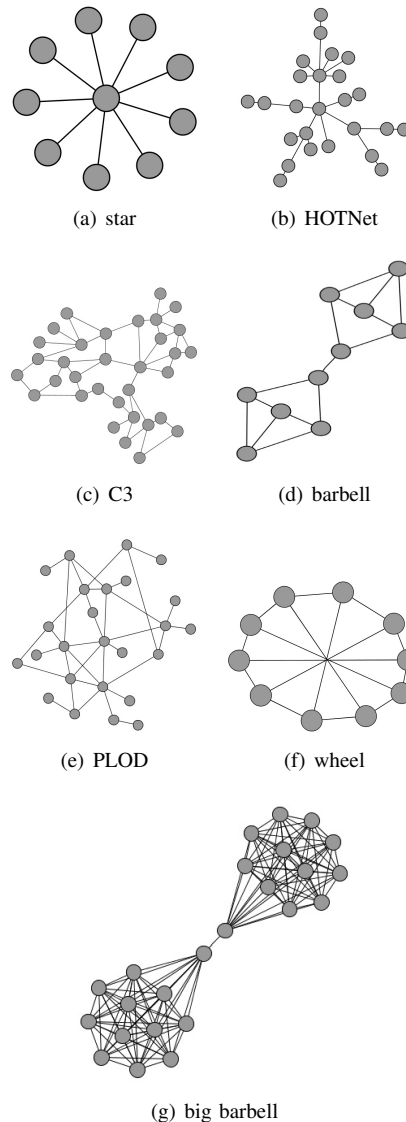 (a) star
(b) HOTNet
(c) C3
(d) barbell
(e) PLOD
(f) wheel
(g) big barbell